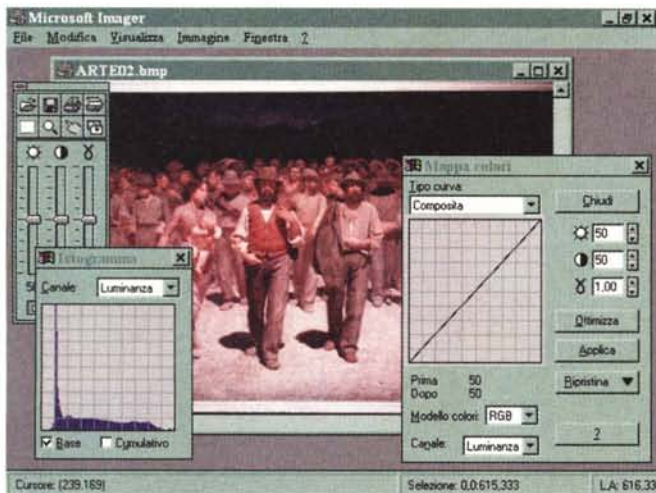 Microsoft Imager
File Modifica Visualizza Immagine Finestra ?
ARTE02.bmp
Mappa colori
Tipo curva:
Composita
Chiudi
50
50
1,00
Ottimizza
Applica
Ripristina
Prima 50
Dopo 50
Modello colori: RGB
Canale: Luminanza
?
Istogramma
Canale: Luminanza
Base Cumulativo
Cursore: (239.169) Selezione: 0,0:615,333 L.A: 616,33